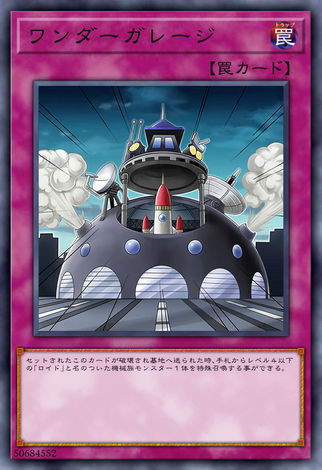 ワンダーガレージ
トラップ
罠
【罠カード】
セットされたこのカードが破壊され墓地へ送られた時、手札からレベル４以下
の「ロイド」と名のついた機械族モンスター１体を特殊召喚する事ができる。
50684552